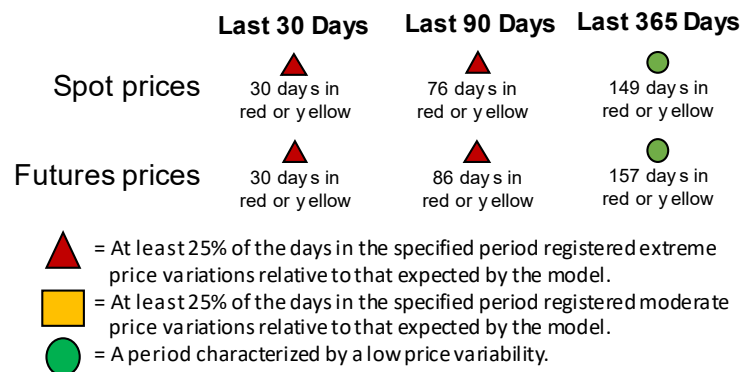 Last 30 Days Last 90 Days Last 365 Days
Spot prices
30 days in 76 days in 149 days in
red or yellow red or yellow red or yellow
Futures prices
30 days in 86 days in 157 days in
red or yellow red or yellow red or yellow
= At least 25% of the days in the specified period registered extreme
price variations relative to that expected by the model.
= At least 25% of the days in the specified period registered moderate
price variations relative to that expected by the model.
= A period characterized by a low price variability.